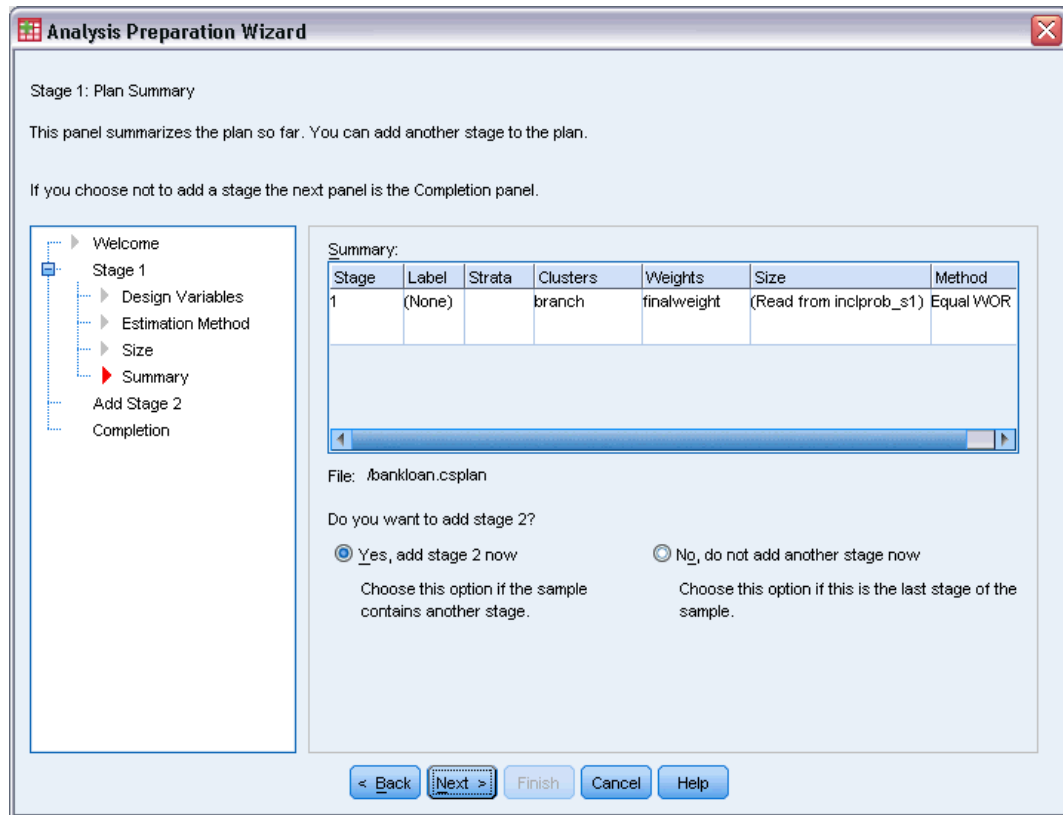 Analysis Preparation Wizard
Stage 1: Plan Summary
This panel summarizes the plan so far. You can add another stage to the plan.
If you choose not to add a stage the next panel is the Completion panel.
Welcome
Stage 1
Design Variables
Estimation Method
Size
Summary
Add Stage 2
Completion
Summary:
Stage Label Strata Clusters Weights Size Method
1 (None) branch finalweight (Read from inclprob_s1) Equal WOR
File: /bankloan.csplan
Do you want to add stage 2?
Yes, add stage 2 now
Choose this option if the sample
contains another stage.
No, do not add another stage now
Choose this option if this is the last stage of the
sample.
< Back Next > Finish Cancel Help